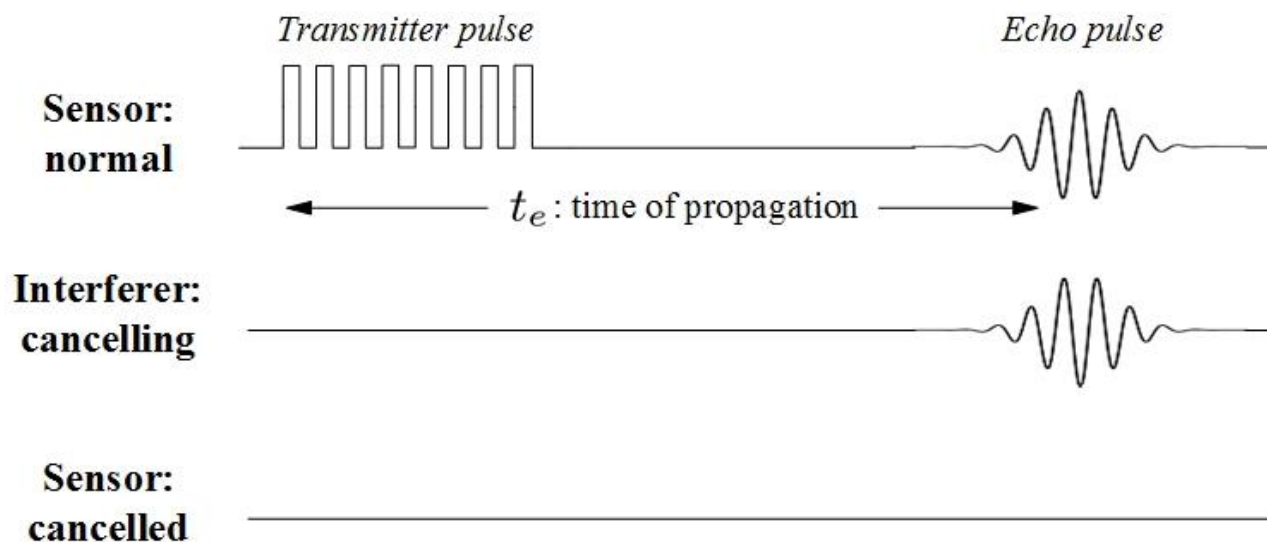 Transmitter pulse
Echo pulse
Sensor:
normal
t_e : time of propagation
Interferer:
cancelling
Sensor:
cancelled